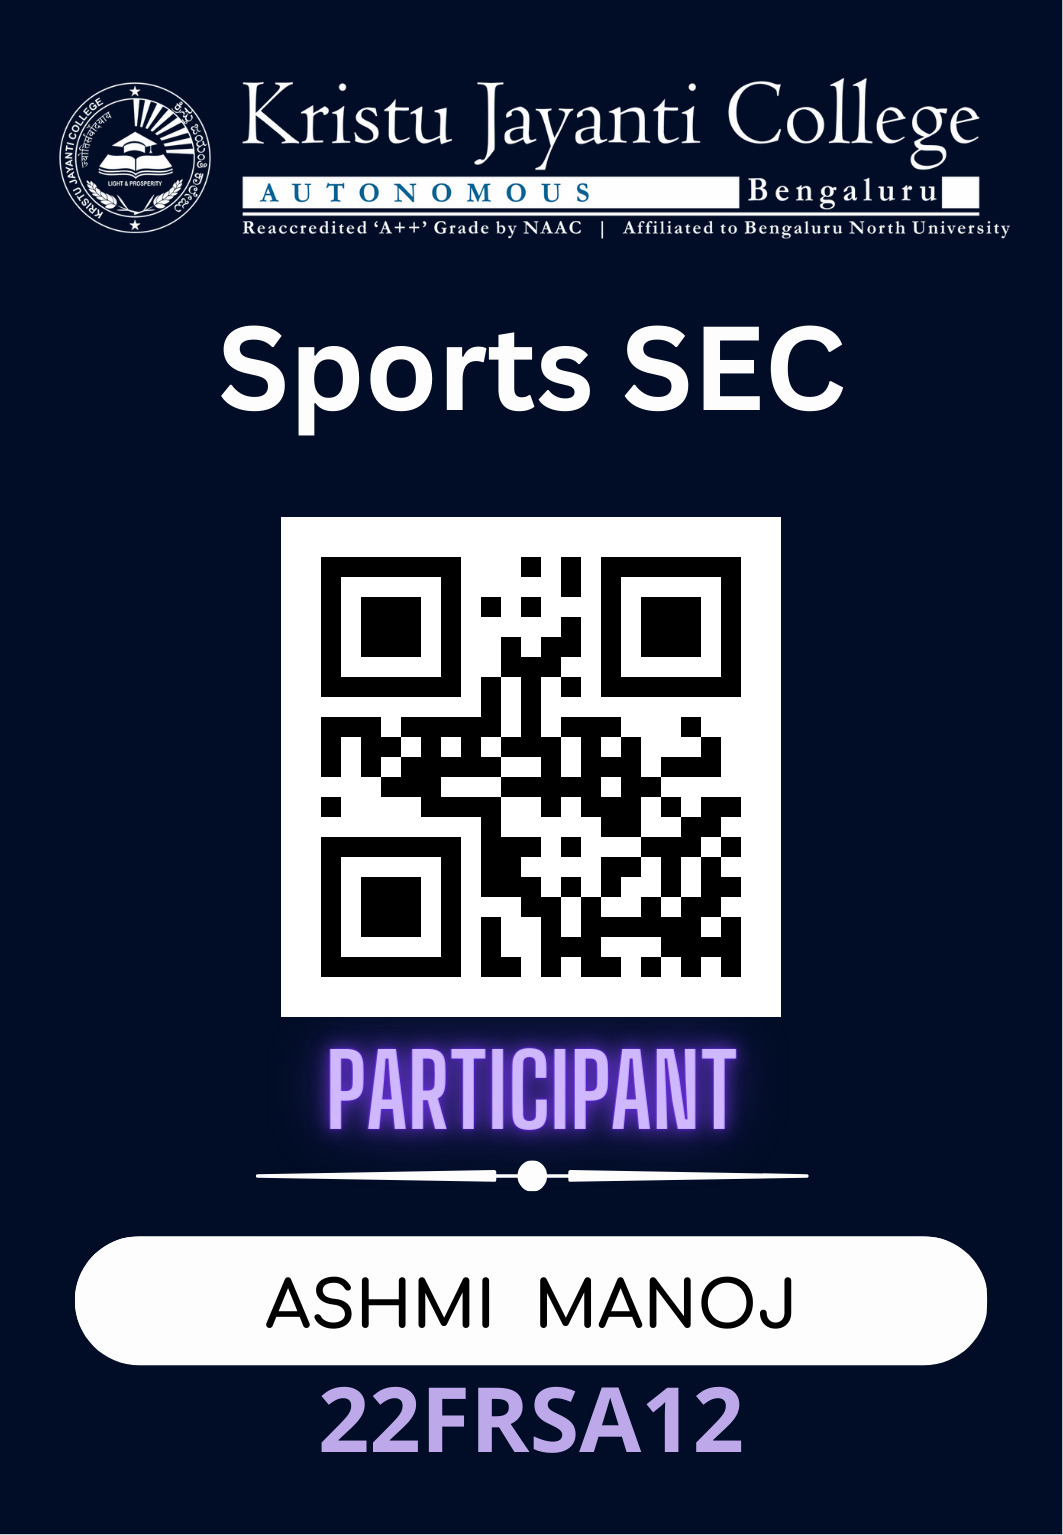 KRISTU JAYANTI COLLEGE
ಕ್ರಿಸ್ತು ಜಯಂತಿ ಕಾಲೇಜು
LIGHT & PROSPERITY
Kristu Jayanti College
AUTONOMOUS Bengaluru
Reaccredited ‘A++’ Grade by NAAC | Affiliated to Bengaluru North University
Sports SEC
PARTICIPANT
ASHMI MANOJ
22FRSA12